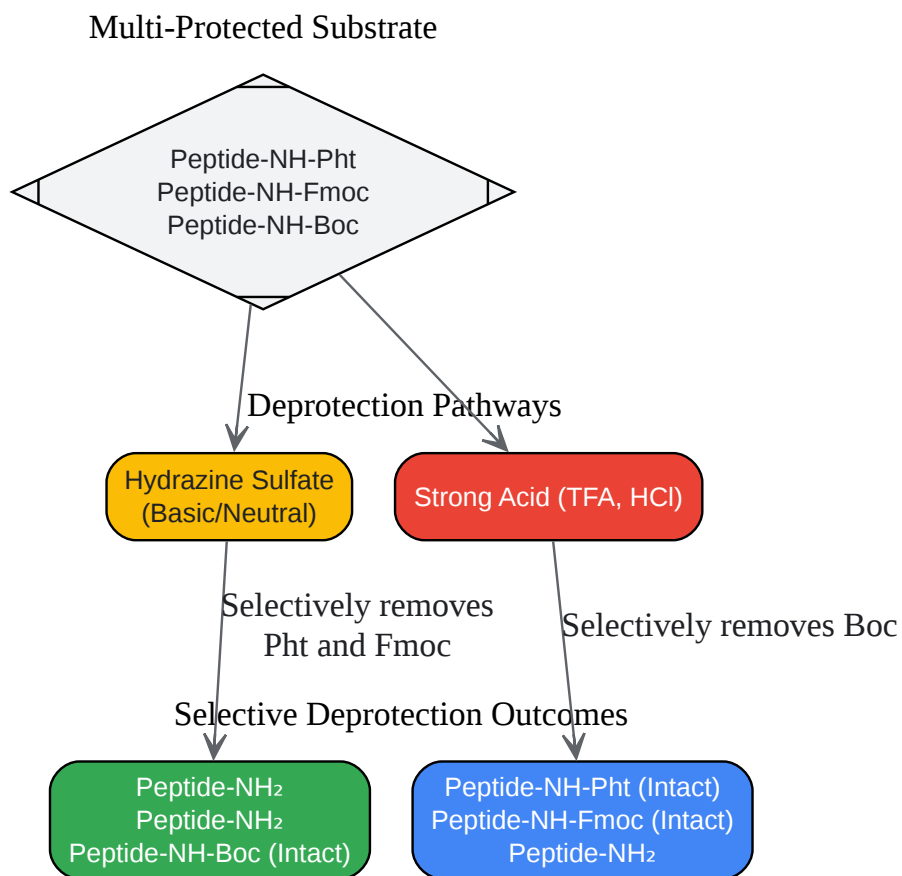 Multi-Protected Substrate
Peptide-NH-Pht
Peptide-NH-Fmoc
Peptide-NH-Boc
Deprotection Pathways
Hydrazine Sulfate
(Basic/Neutral)
Strong Acid (TFA, HCl)
Selectively removes
Pht and Fmoc
Selectively removes Boc
Selective Deprotection Outcomes
Peptide-NH₂
Peptide-NH₂
Peptide-NH-Boc (Intact)
Peptide-NH-Pht (Intact)
Peptide-NH-Fmoc (Intact)
Peptide-NH₂